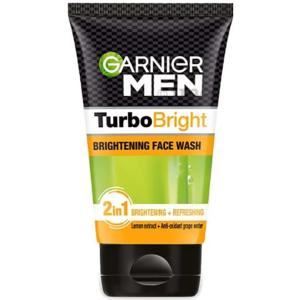 GARNIER
MEN
TurboBright
BRIGHTENING FACE WASH
2in1 BRIGHTENING + REFRESHING
Lemon extract + Anti-oxidant grape water